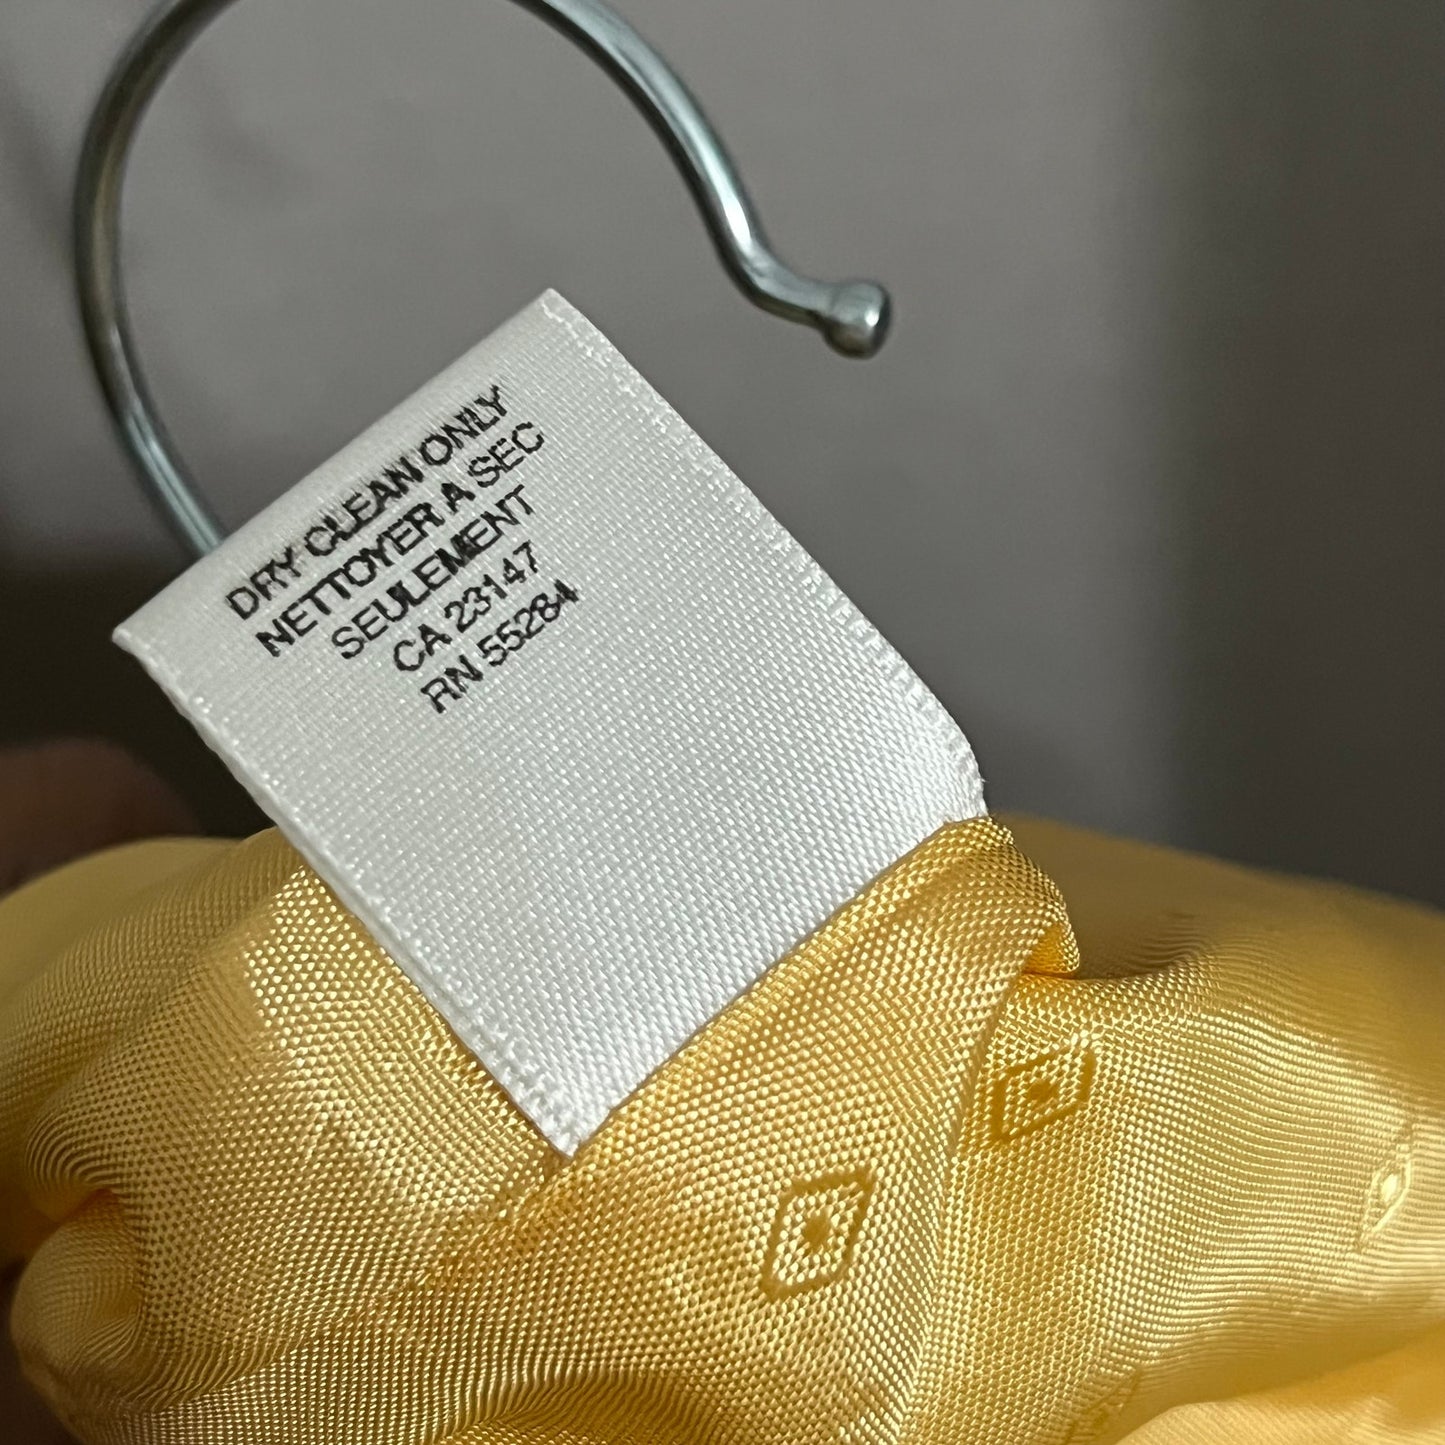 DRY CLEAN ONLY
NETTOYER A SEC
SEULEMENT
CA 23147
RN 55284